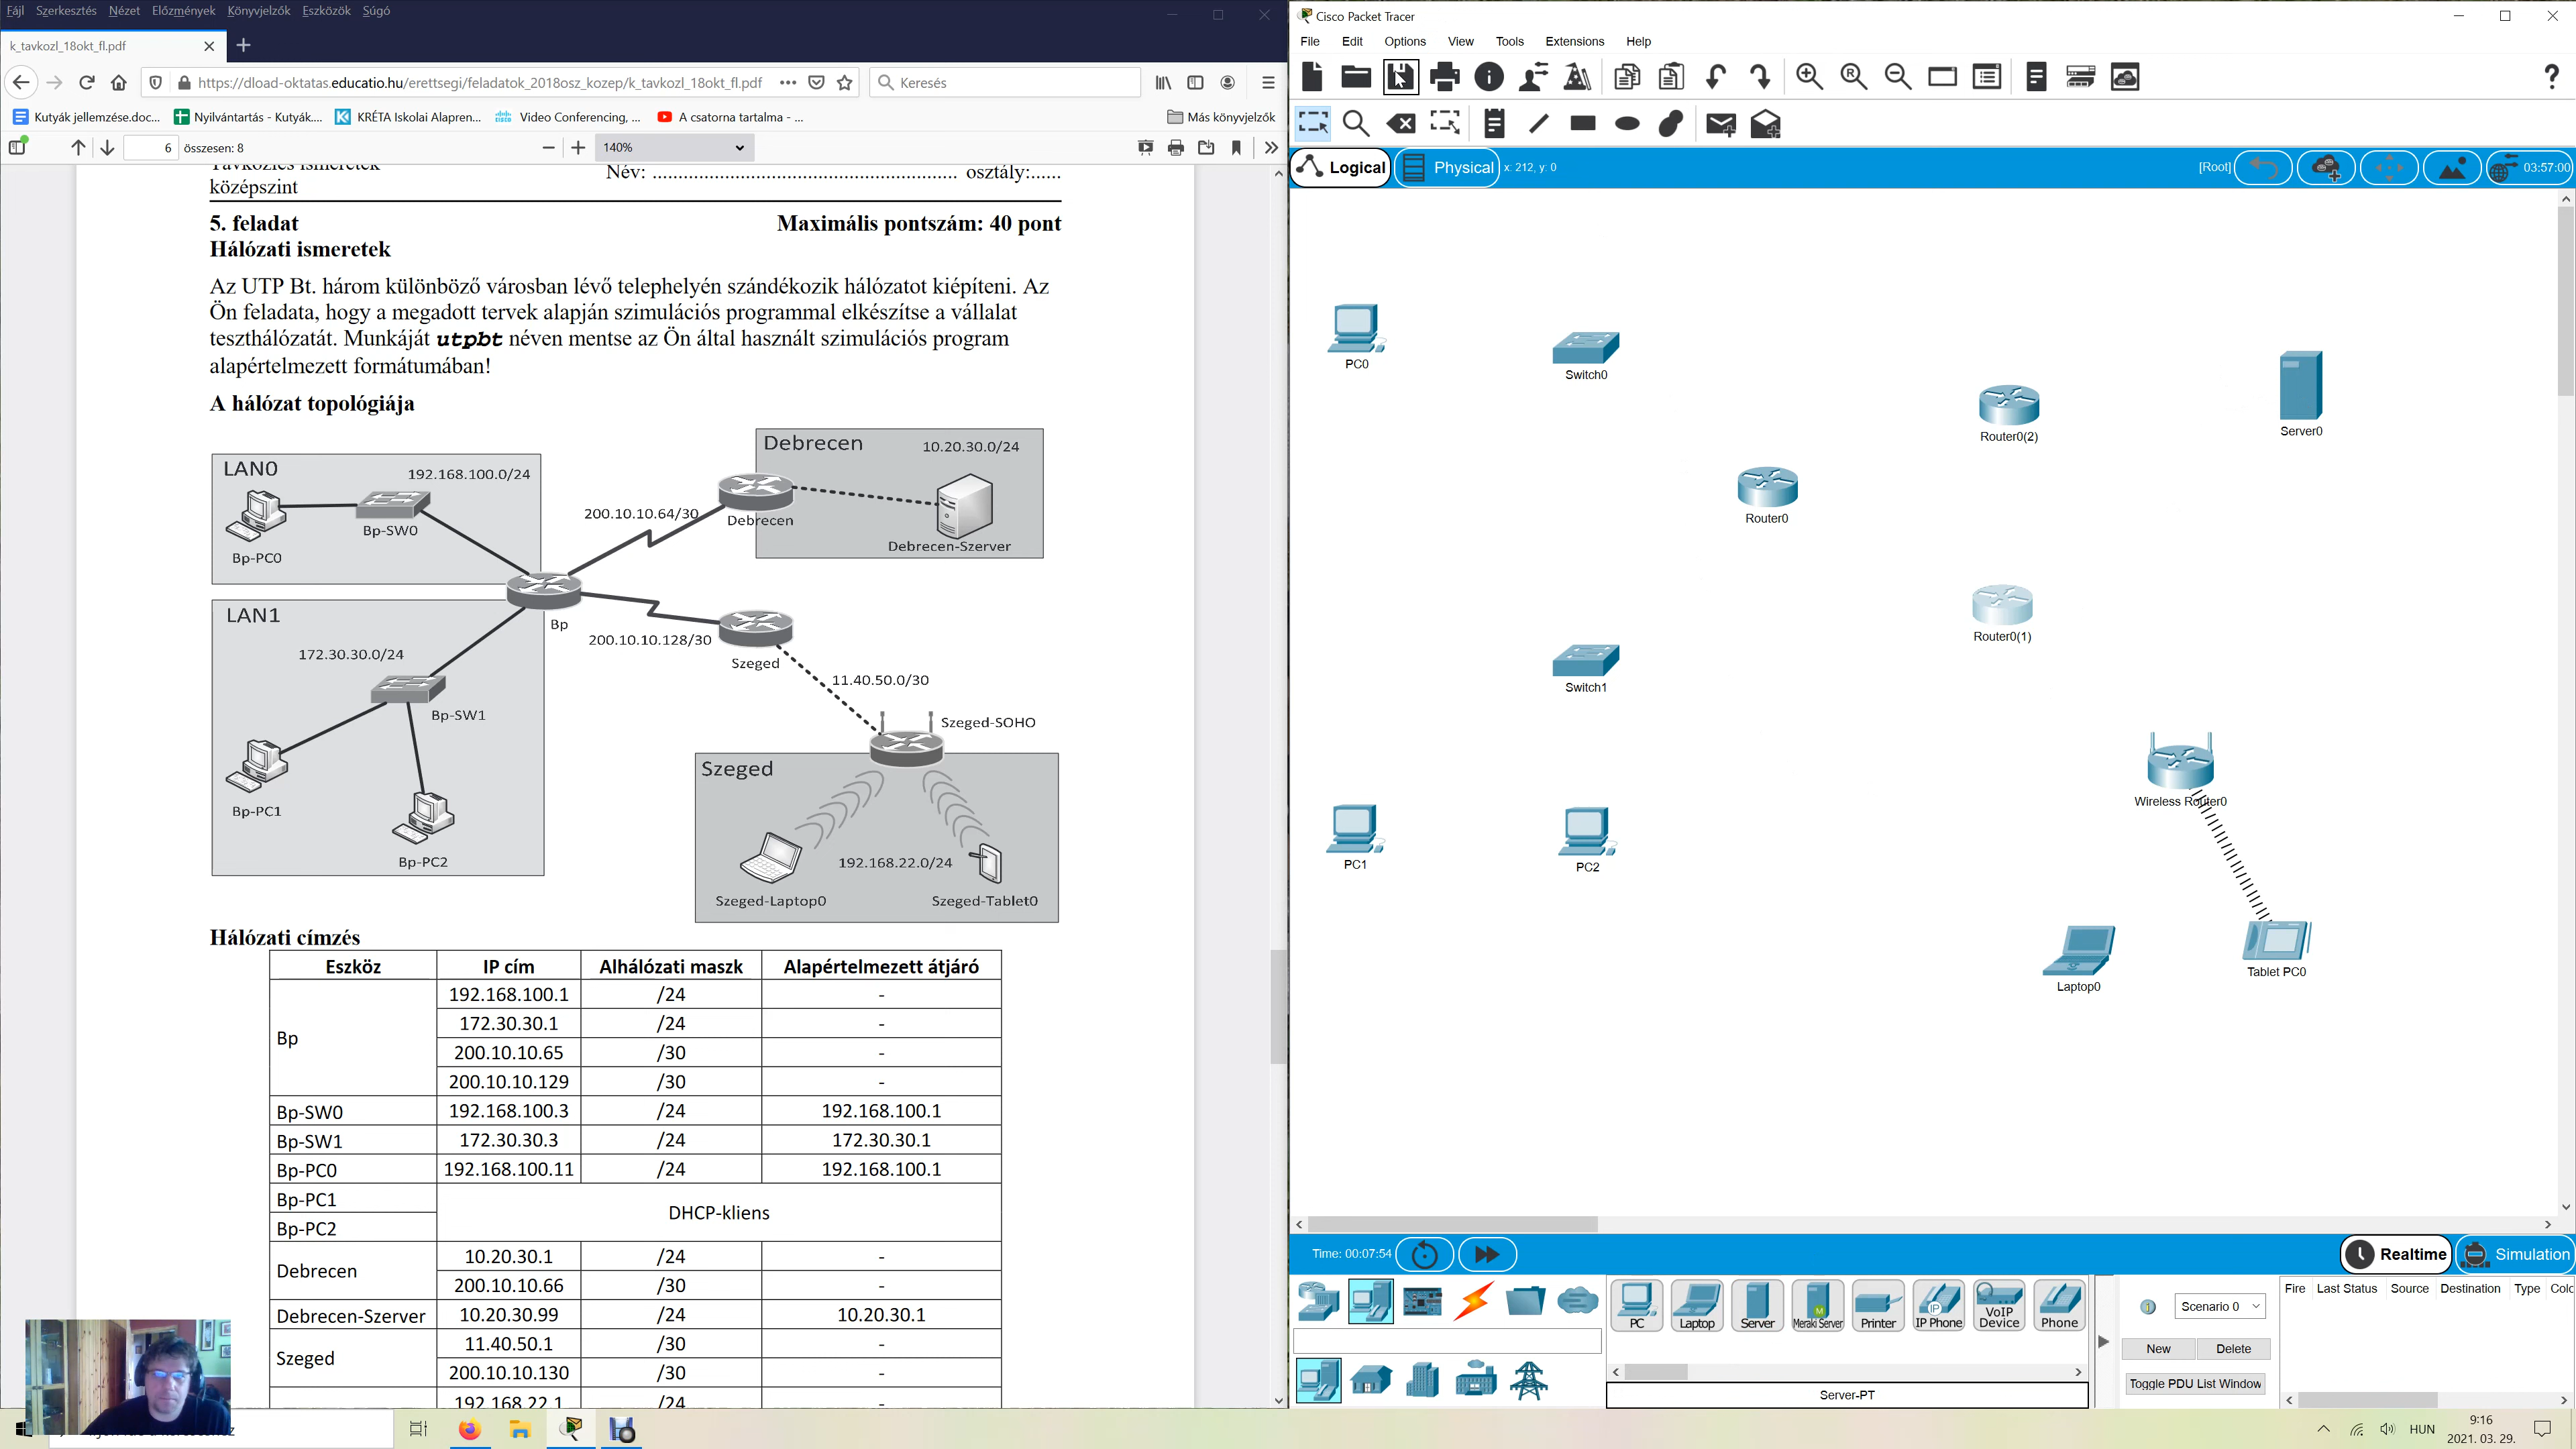 Fájl Szerkesztés Nézet Előzmények Könyvjelzők Eszközök Súgó
k_tavkozl_18okt_fl.pdf
https://dload-oktatas.educatio.hu/erettsegi/feladatok_2018osz_kozep/k_tavkozl_18okt_fl.pdf
Keresés
Kutyák jellemzése.doc...
Nyilvántartás - Kutyák....
KRÉTA Iskolai Alapren...
Video Conferencing, ...
A csatorna tartalma - ...
Más könyvjelzők
6 összesen: 8
140%
Távközlés ismeretek
középszint
Név: ........................................................ osztály:......
5. feladat
Maximális pontszám: 40 pont
Hálózati ismeretek
Az UTP Bt. három különböző városban lévő telephelyén szándékozik hálózatot kiépíteni. Az
Ön feladata, hogy a megadott tervek alapján szimulációs programmal elkészítse a vállalat
teszthálózatát. Munkáját utpbt néven mentse az Ön által használt szimulációs program
alapértelmezett formátumában!
A hálózat topológiája
LAN0
192.168.100.0/24
Bp-PC0
Bp-SW0
Debrecen
10.20.30.0/24
200.10.10.64/30
Debrecen
Debrecen-Szerver
LAN1
172.30.30.0/24
Bp
200.10.10.128/30
Szeged
11.40.50.0/30
Bp-SW1
Szeged-SOHO
Bp-PC1
Bp-PC2
Szeged
192.168.22.0/24
Szeged-Laptop0
Szeged-Tablet0
Hálózati címzés
Eszköz IP cím Alhálózati maszk Alapértelmezett átjáró
Bp
192.168.100.1 /24 -
172.30.30.1 /24 -
200.10.10.65 /30 -
200.10.10.129 /30 -
Bp-SW0 192.168.100.3 /24 192.168.100.1
Bp-SW1 172.30.30.3 /24 172.30.30.1
Bp-PC0 192.168.100.11 /24 192.168.100.1
Bp-PC1
Bp-PC2
DHCP-kliens
Debrecen
10.20.30.1 /24 -
200.10.10.66 /30 -
Debrecen-Szerver 10.20.30.99 /24 10.20.30.1
Szeged
11.40.50.1 /30 -
200.10.10.130 /30 -
192.168.22.1 /24 -
Cisco Packet Tracer
File Edit Options View Tools Extensions Help
Logical
Physical
x: 212, y: 0
[Root]
03:57:00
PC0
Switch0
Router0(2)
Server0
Router0
Router0(1)
Switch1
Wireless Router0
PC1
PC2
Laptop0
Tablet PC0
Time: 00:07:54
Realtime
Simulation
PC
Laptop
Server
Meraki Server
Printer
IP Phone
VoIP Device
Phone
Server-PT
Scenario 0
New
Delete
Toggle PDU List Window
Fire Last Status Source Destination Type
HUN
9:16
2021. 03. 29.